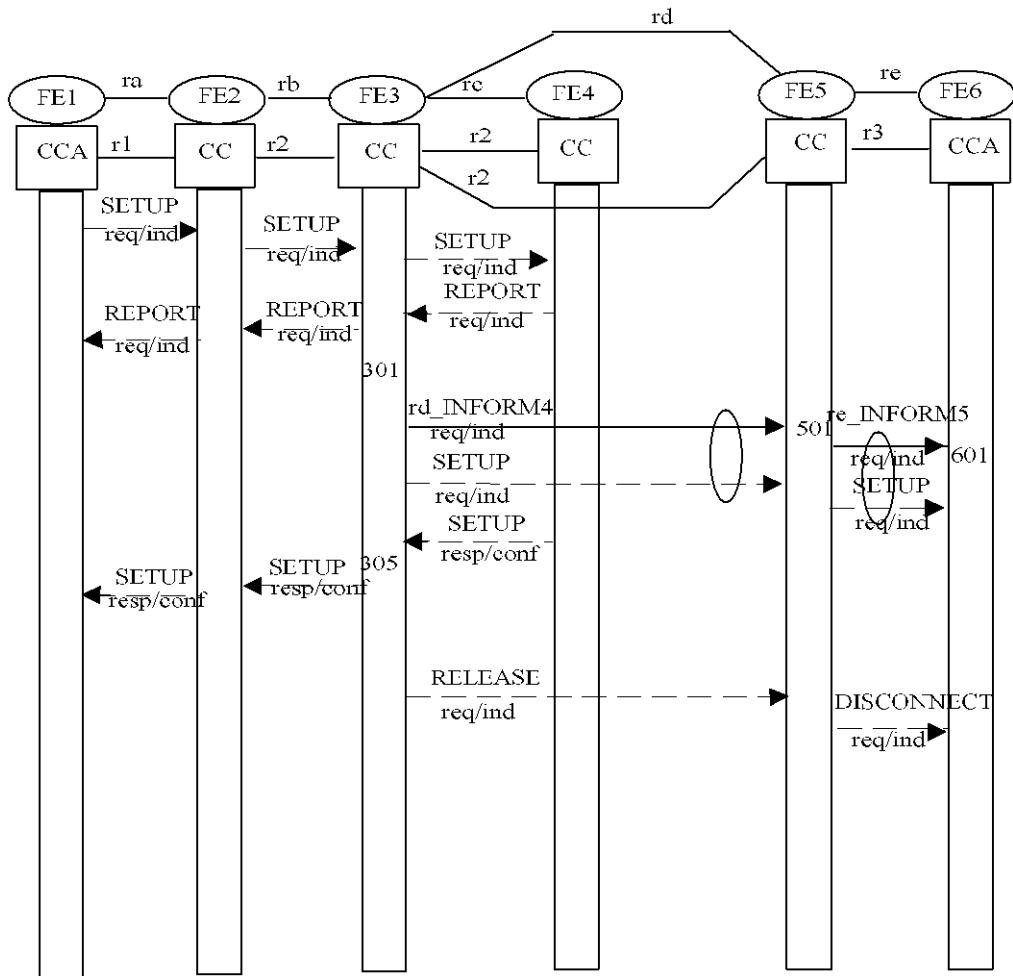 rd
ra
rb
rc
re
FE1
FE2
FE3
FE4
FE5
FE6
r1
r2
r2
r2
r3
CCA
CC
CC
CC
CC
CCA
SETUP
req/ind
SETUP
req/ind
SETUP
req/ind
REPORT
req/ind
REPORT
req/ind
REPORT
req/ind
301
rd_INFORM4
req/ind
501
re_INFORM5
req/ind
601
SETUP
req/ind
SETUP
req/ind
SETUP
resp/conf
305
SETUP
resp/conf
SETUP
resp/conf
RELEASE
req/ind
DISCONNECT
req/ind